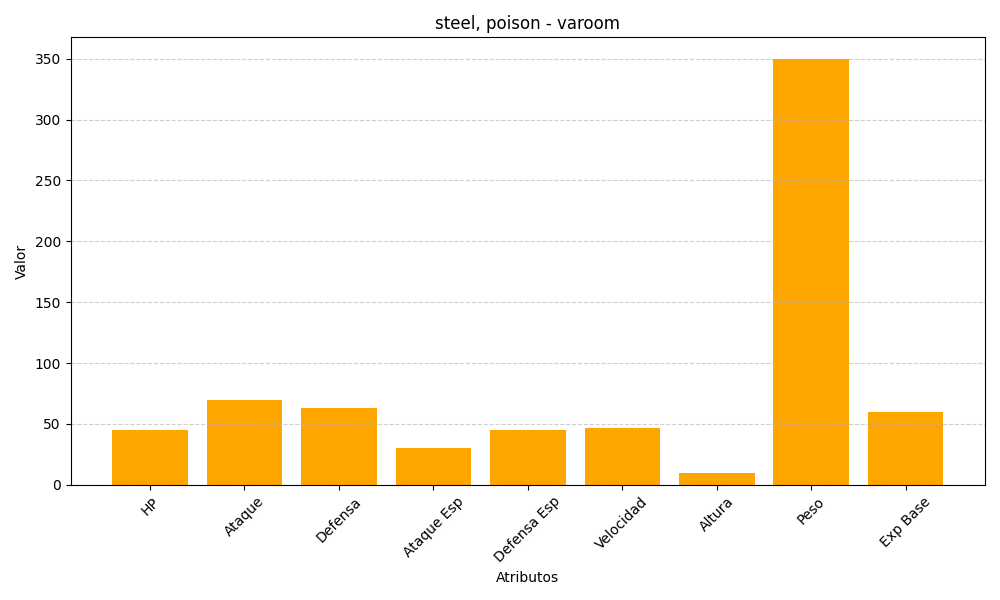 steel, poison - varoom
Valor
350
300
250
200
150
100
50
0
HP
Ataque
Defensa
Ataque Esp
Defensa Esp
Velocidad
Altura
Peso
Exp Base
Atributos